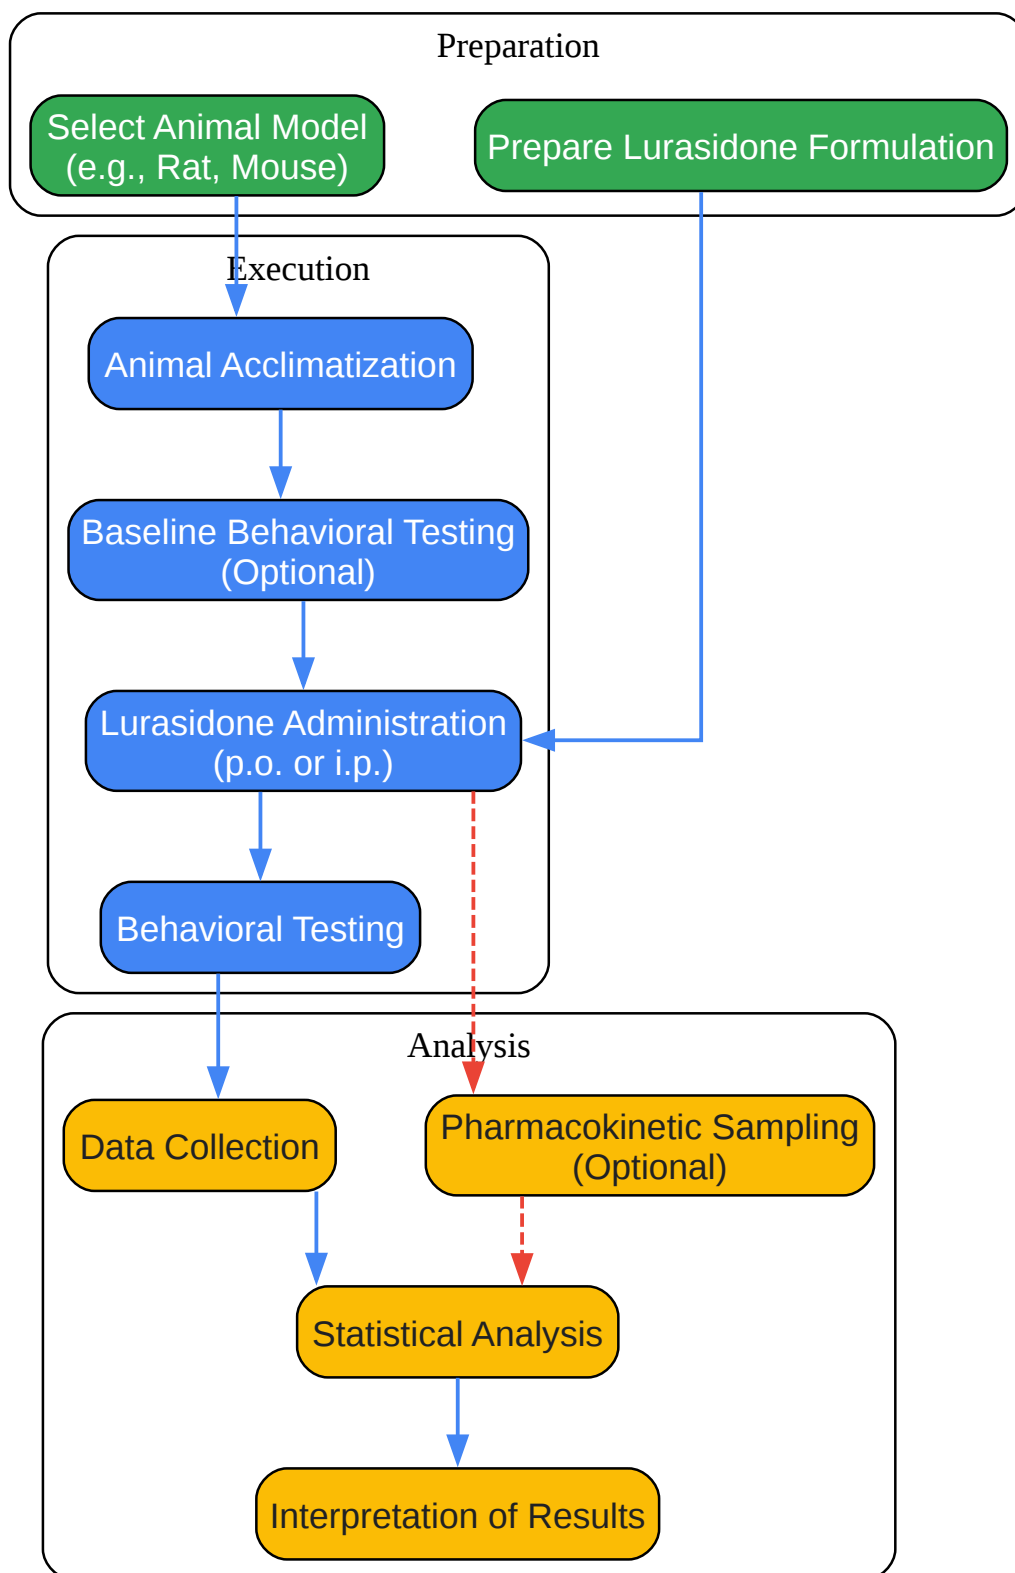 Preparation
Select Animal Model
(e.g., Rat, Mouse)
Prepare Lurasidone Formulation
Execution
Animal Acclimatization
Baseline Behavioral Testing
(Optional)
Lurasidone Administration
(p.o. or i.p.)
Behavioral Testing
Analysis
Data Collection
Pharmacokinetic Sampling
(Optional)
Statistical Analysis
Interpretation of Results